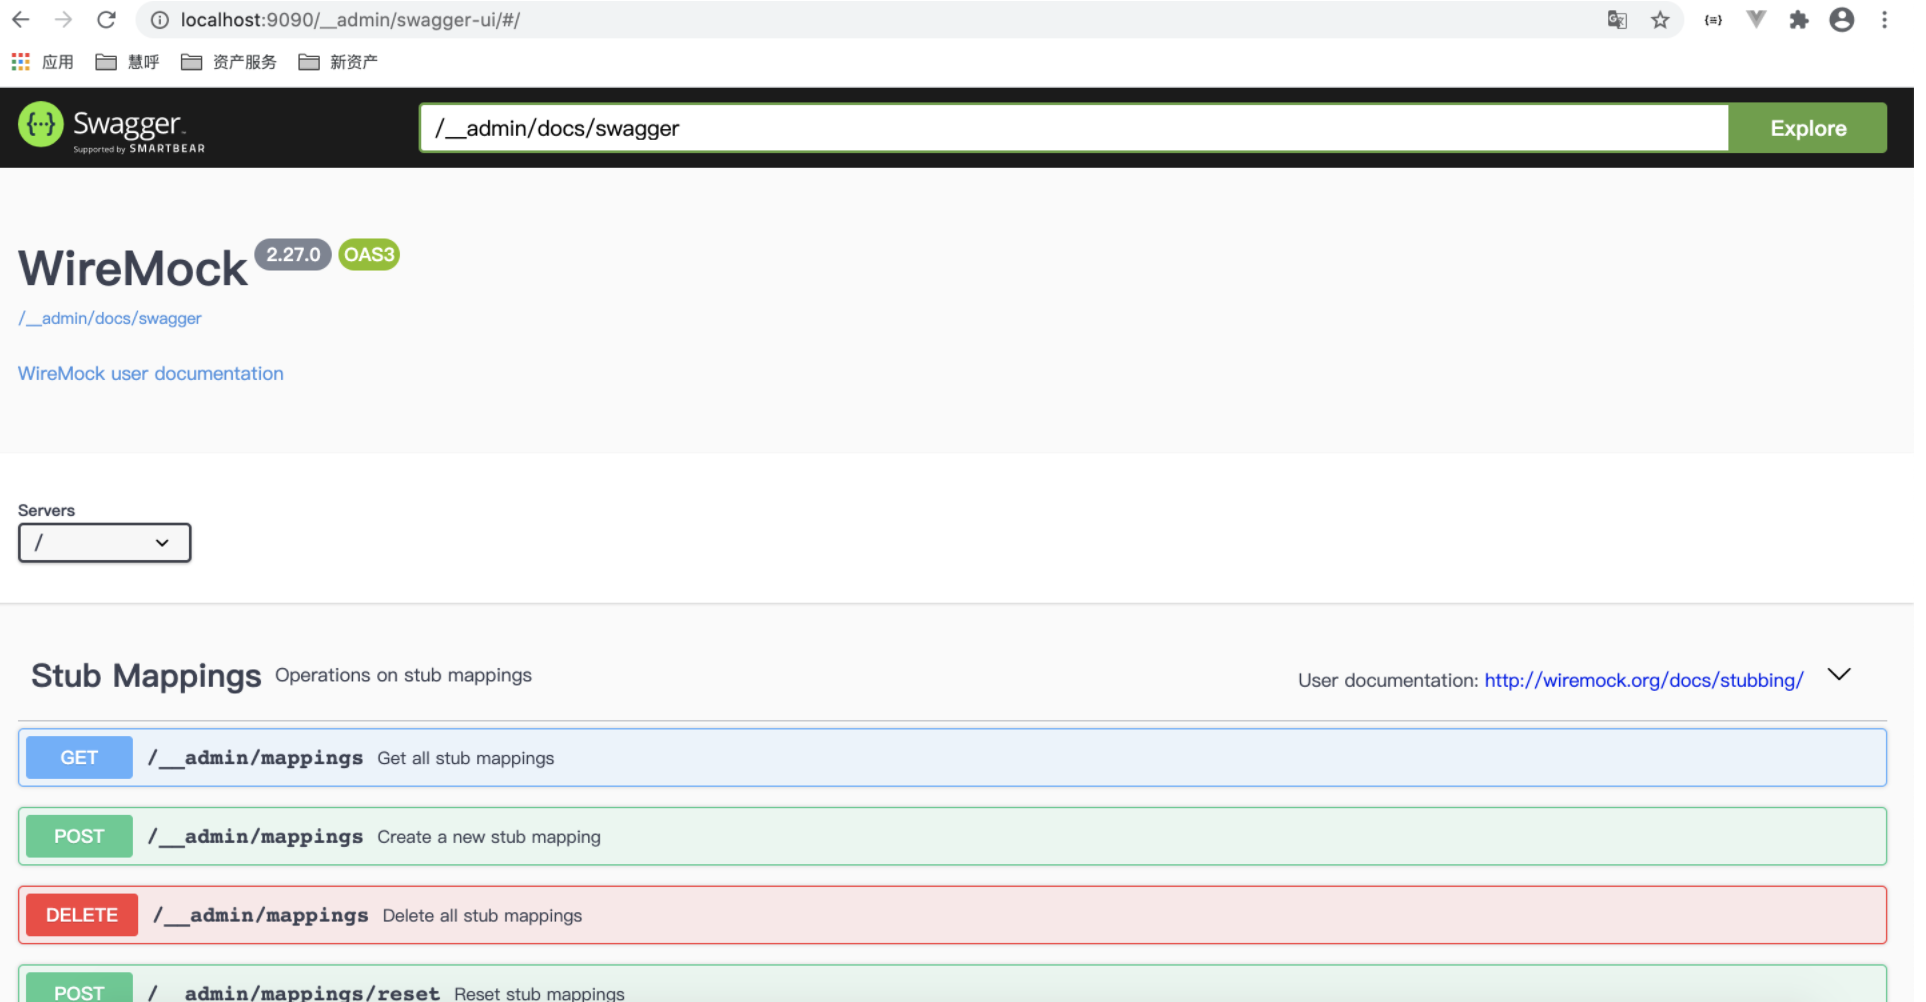 localhost:9090/__admin/swagger-ui/#/
应用 慧呼 资产服务 新资产
{···} Swagger™
Supported by SMARTBEAR
/__admin/docs/swagger
Explore
WireMock 2.27.0 OAS3
/__admin/docs/swagger
WireMock user documentation
Servers
/
Stub Mappings Operations on stub mappings User documentation: http://wiremock.org/docs/stubbing/
GET /__admin/mappings Get all stub mappings
POST /__admin/mappings Create a new stub mapping
DELETE /__admin/mappings Delete all stub mappings
POST /__admin/mappings/reset Reset stub mappings